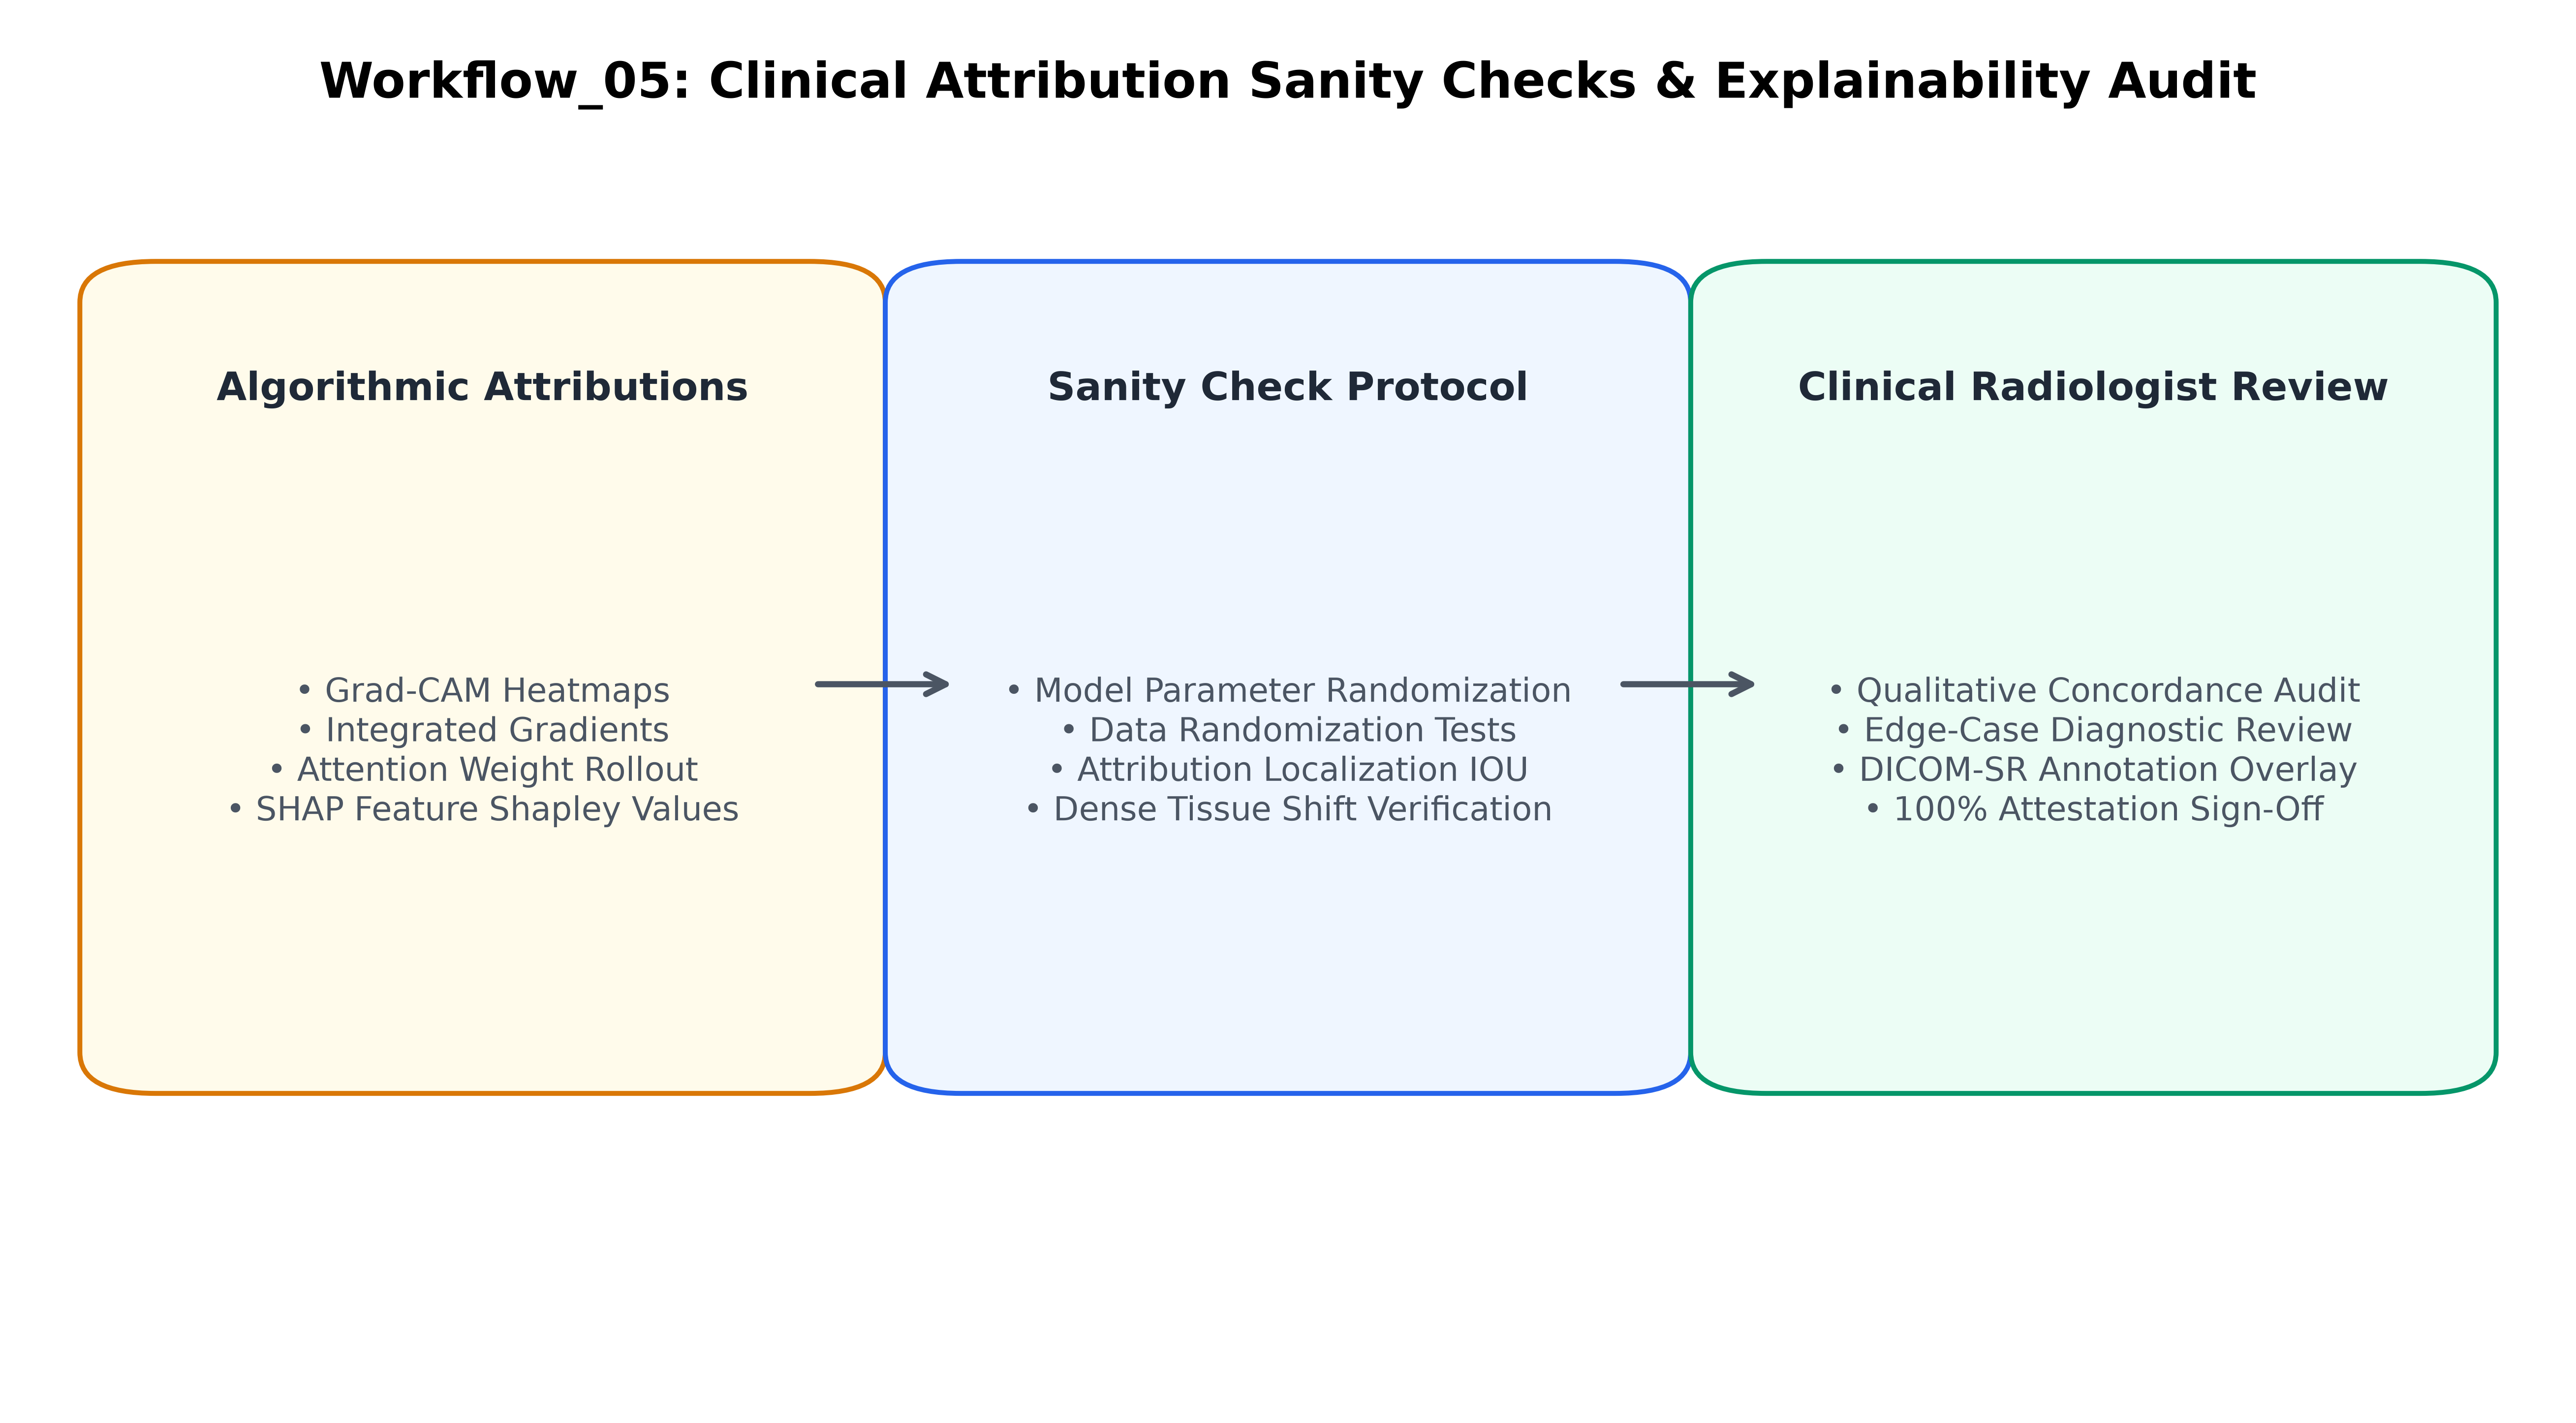 Workflow_05: Clinical Attribution Sanity Checks & Explainability Audit
Algorithmic Attributions
• Grad-CAM Heatmaps
• Integrated Gradients
• Attention Weight Rollout
• SHAP Feature Shapley Values
Sanity Check Protocol
• Model Parameter Randomization
• Data Randomization Tests
• Attribution Localization IOU
• Dense Tissue Shift Verification
Clinical Radiologist Review
• Qualitative Concordance Audit
• Edge-Case Diagnostic Review
• DICOM-SR Annotation Overlay
• 100% Attestation Sign-Off